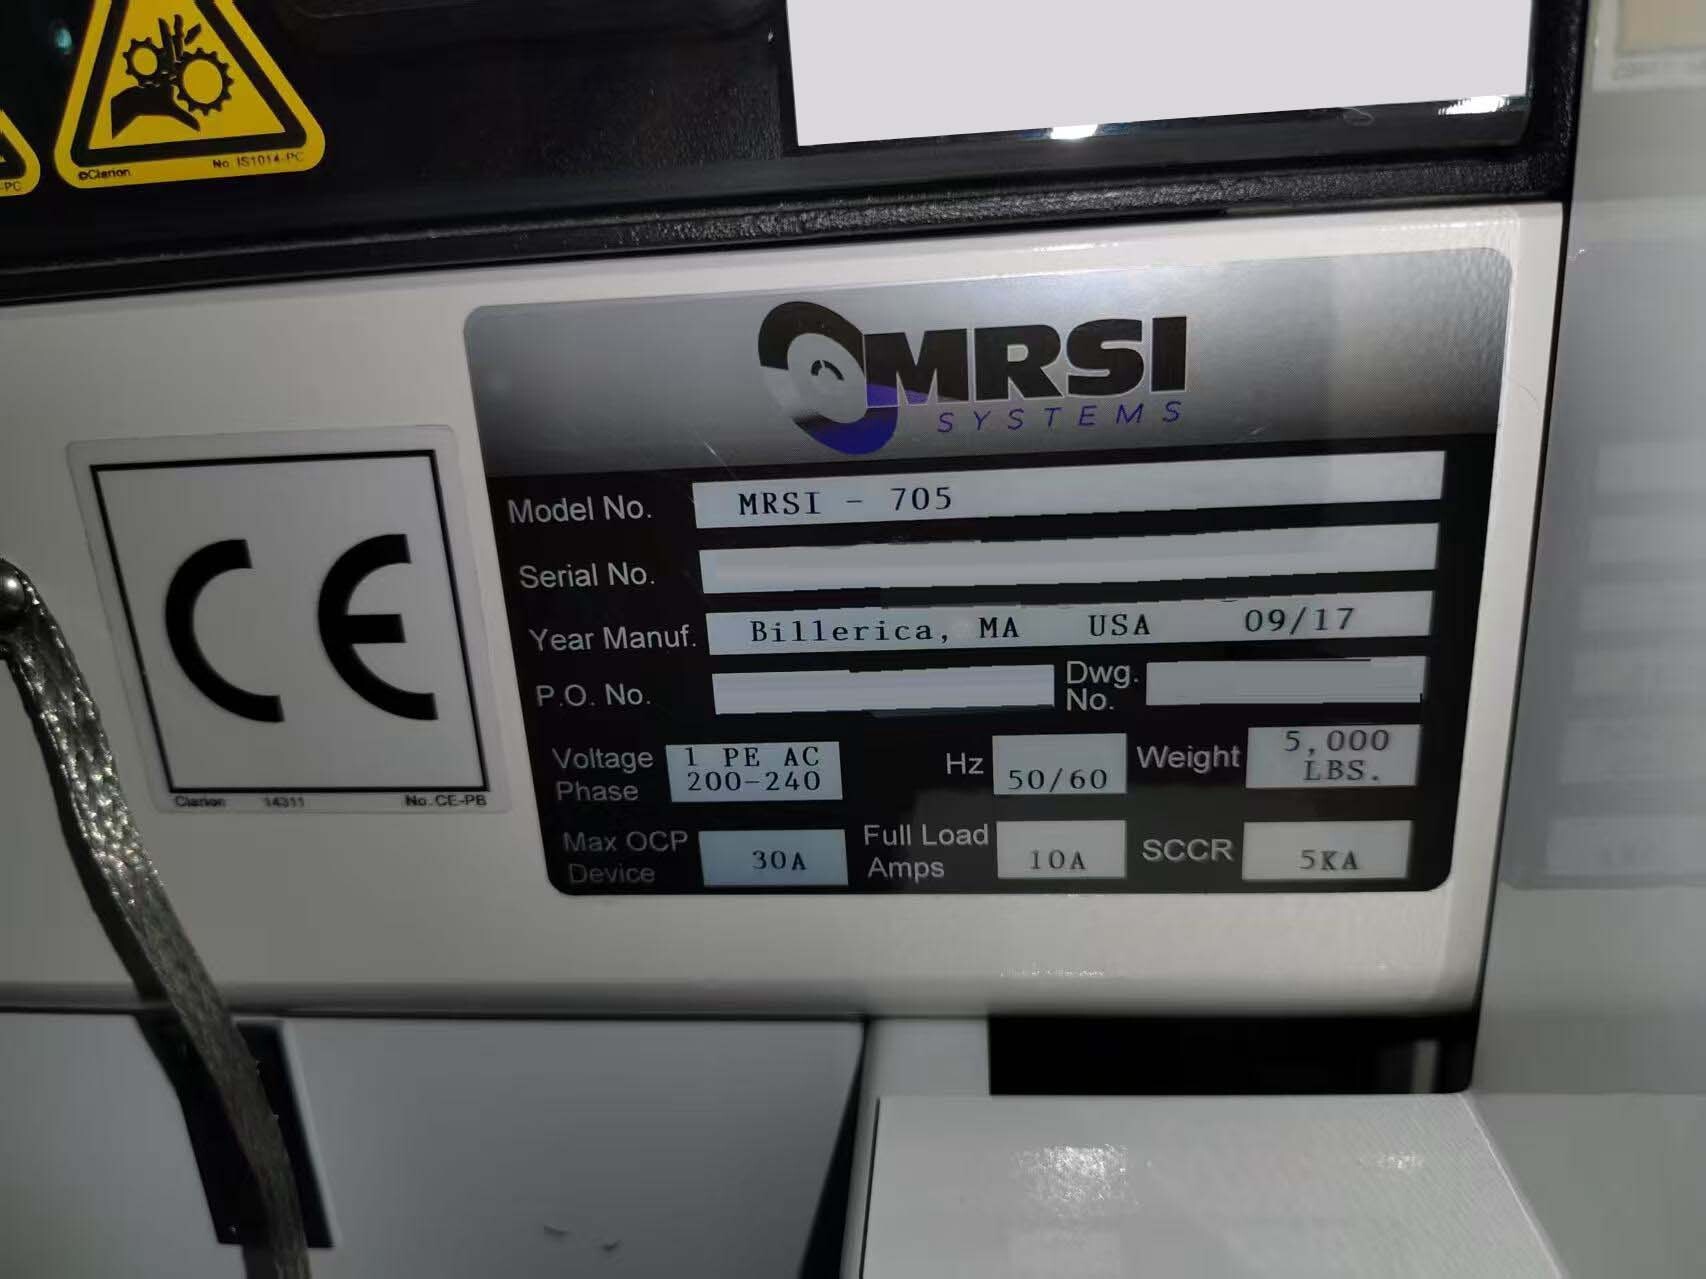 No. IS1014-PC
©Clarion
-PC
MRSI
SYSTEMS
Model No. MRSI - 705
Serial No.
Year Manuf. Billerica, MA USA 09/17
P.O. No. Dwg. No.
Voltage Phase 1 PE AC 200-240 Hz 50/60 Weight 5,000 LBS.
Max OCP Device 30A Full Load Amps 10A SCCR 5KA
CE
Clarion 14311 No. CE-PB